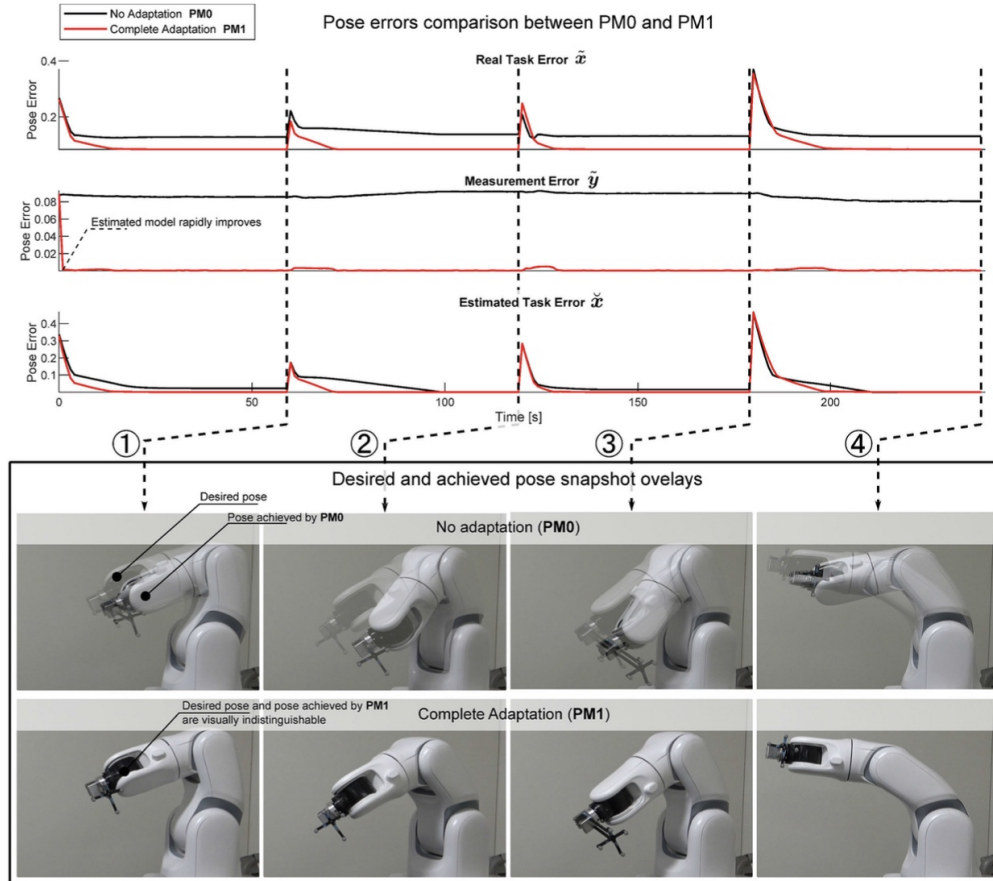 No Adaptation PM0
Complete Adaptation PM1
Pose errors comparison between PM0 and PM1
Real Task Error x̃
Pose Error
0.4
0.2
Measurement Error ỹ
Pose Error
0.08
0.06
0.04
0.02
Estimated model rapidly improves
Estimated Task Error x̌
Pose Error
0.4
0.3
0.2
0.1
0
50
100
150
200
Time [s]
① ② ③ ④
Desired and achieved pose snapshot overlays
Desired pose
Pose achieved by PM0
No adaptation (PM0)
Desired pose and pose achieved by PM1
are visually indistinguishable
Complete Adaptation (PM1)